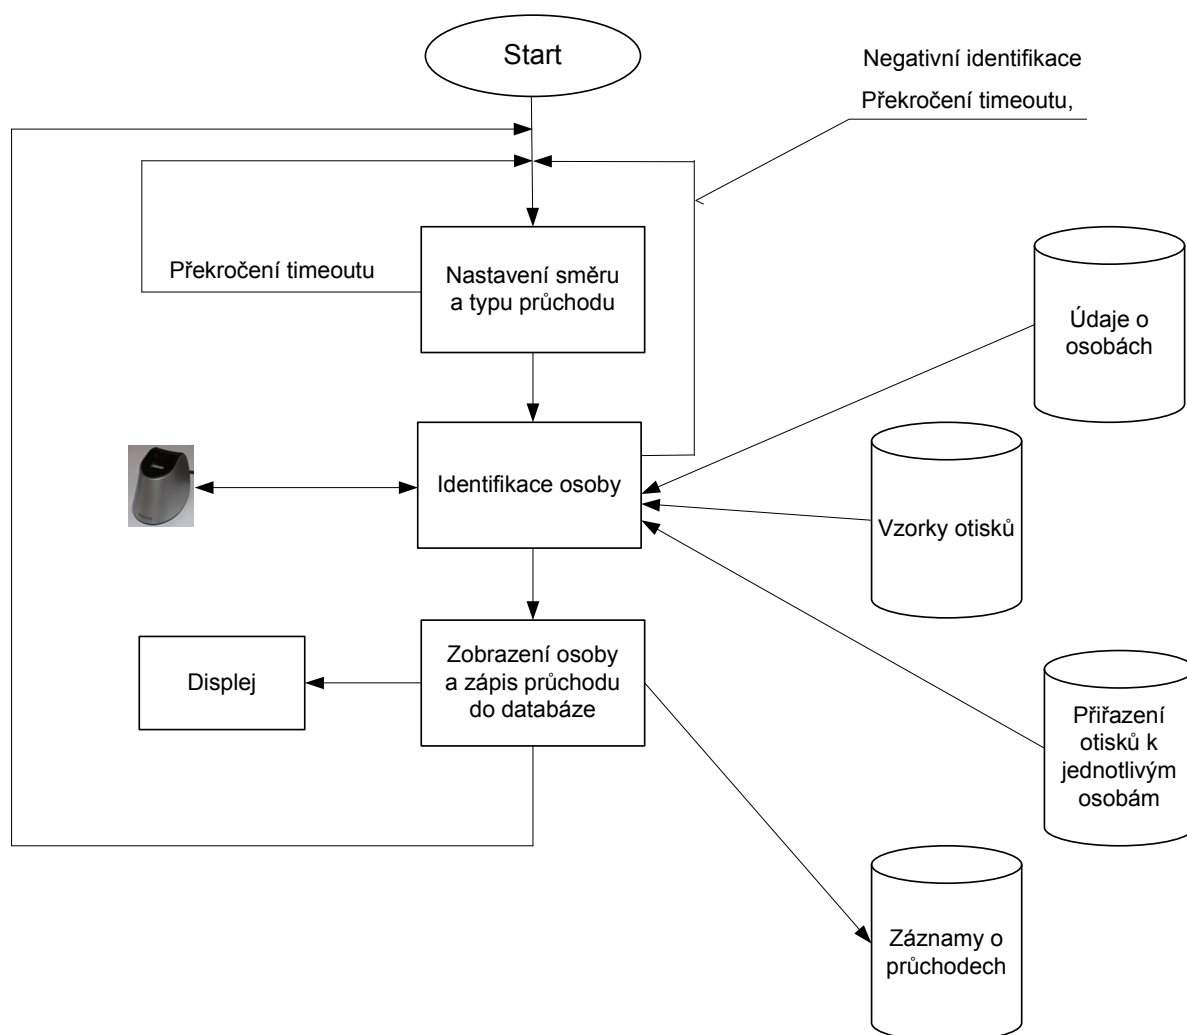 Start
Negativní identifikace
Překročení timeoutu,
Překročení timeoutu
Nastavení směru
a typu průchodu
Údaje o
osobách
Identifikace osoby
Vzorky otisků
Displej
Zobrazení osoby
a zápis průchodu
do databáze
Přiřazení
otisků k
jednotlivým
osobám
Záznamy o
průchodech